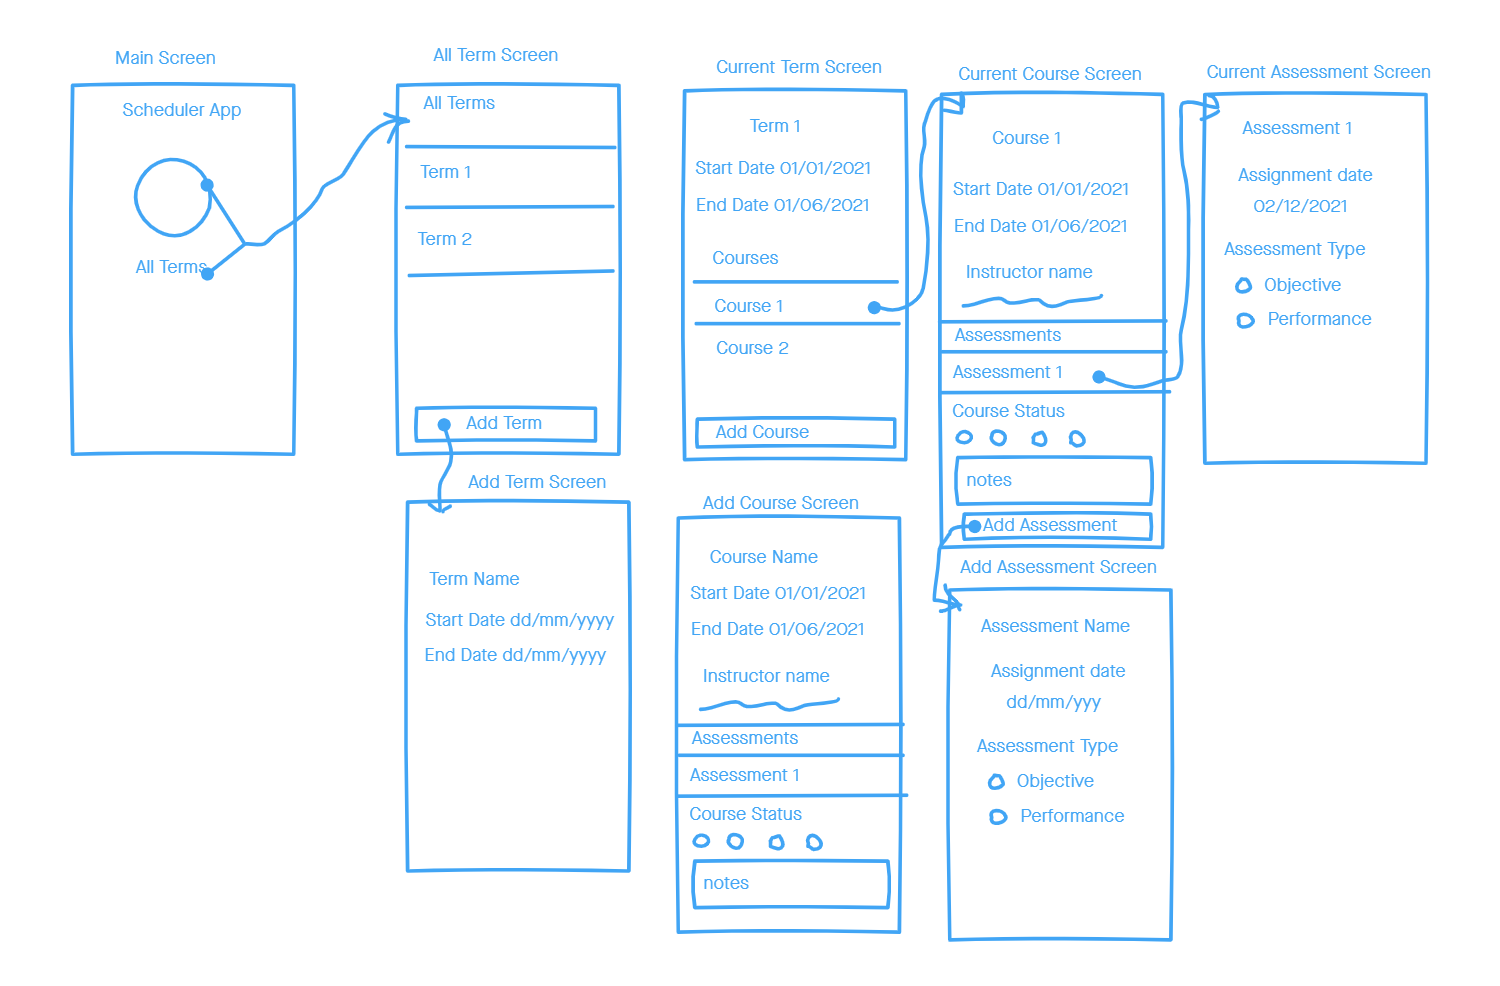 Main Screen
Scheduler App
All Terms
All Term Screen
All Terms
Term 1
Term 2
Add Term
Add Term Screen
Term Name
Start Date dd/mm/yyyy
End Date dd/mm/yyyy
Current Term Screen
Term 1
Start Date 01/01/2021
End Date 01/06/2021
Courses
Course 1
Course 2
Add Course
Add Course Screen
Course Name
Start Date 01/01/2021
End Date 01/06/2021
Instructor name
Assessments
Assessment 1
Course Status
notes
Current Course Screen
Course 1
Start Date 01/01/2021
End Date 01/06/2021
Instructor name
Assessments
Assessment 1
Course Status
notes
Add Assessment
Add Assessment Screen
Assessment Name
Assignment date
dd/mm/yyy
Assessment Type
Objective
Performance
Current Assessment Screen
Assessment 1
Assignment date
02/12/2021
Assessment Type
Objective
Performance